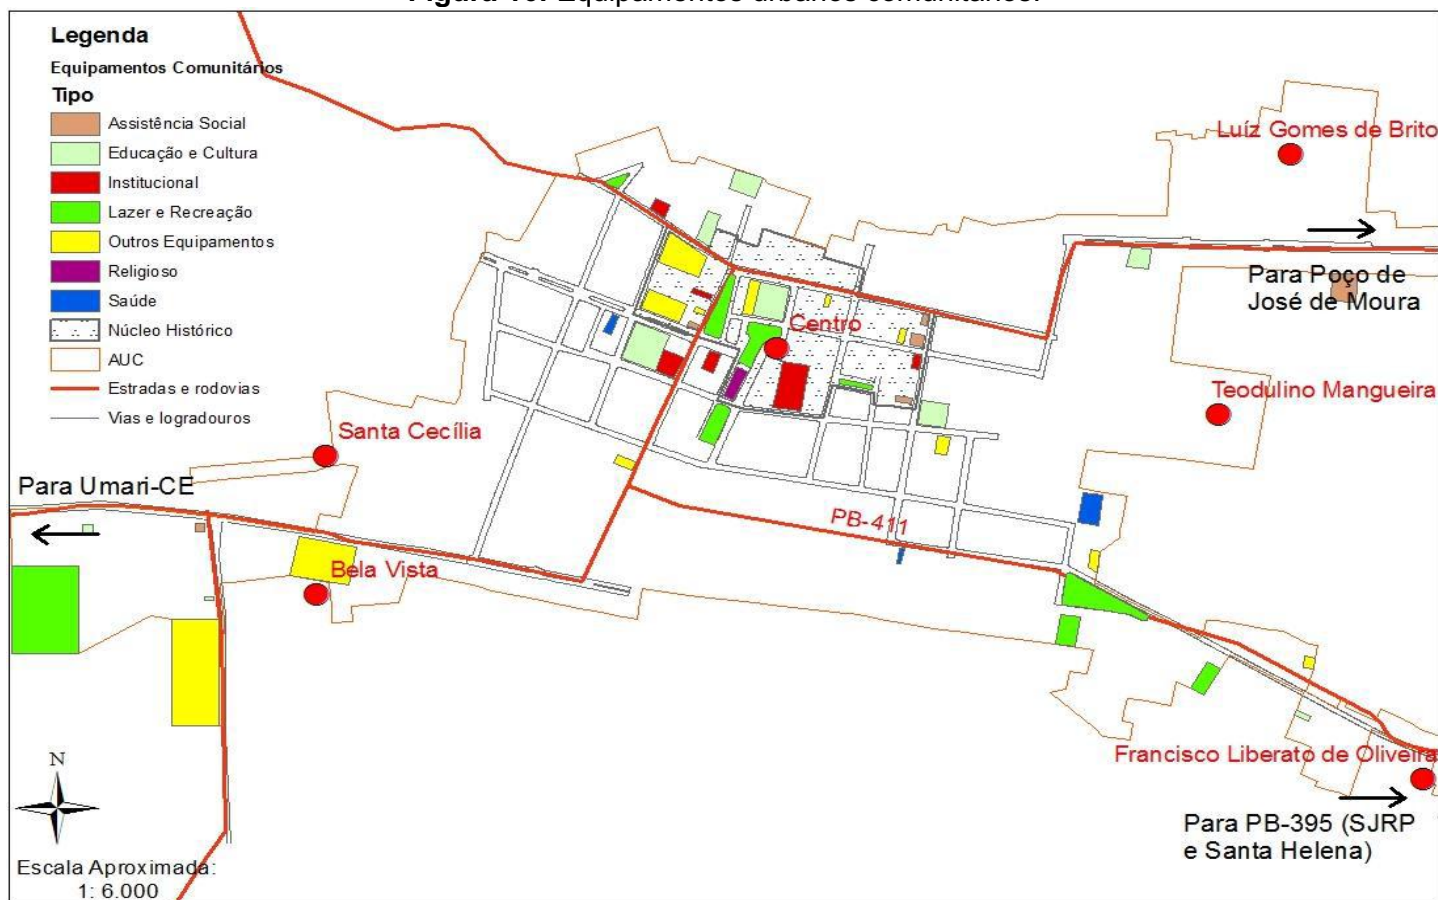 Equipamentos urbanos comunitários.
Legenda
Equipamentos Comunitários
Tipo
Assistência Social
Educação e Cultura
Institucional
Lazer e Recreação
Outros Equipamentos
Religioso
Saúde
Núcleo Histórico
AUC
Estradas e rodovias
Vias e logradouros
Luíz Gomes de Brito
Para Poço de
José de Moura
Centro
Teodulino Mangueira
Santa Cecília
Para Umari-CE
PB-411
Bela Vista
Francisco Liberato de Oliveira
Para PB-395 (SJRP
e Santa Helena)
N
Escala Aproximada:
1: 6.000